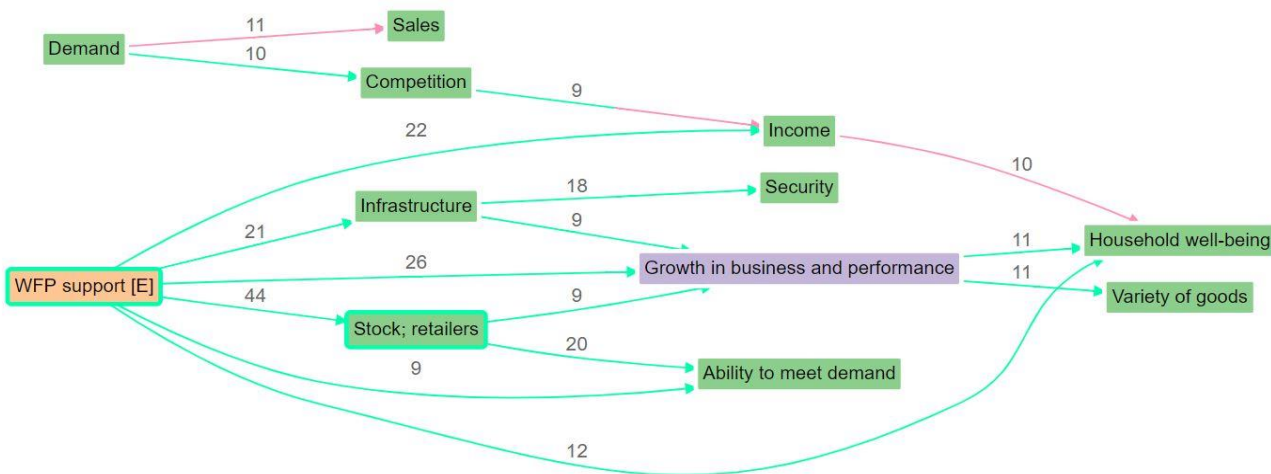 11
Sales
Demand
10
Competition
9
22
Income
10
18
Security
Infrastructure
9
21
11
Household well-being
26
Growth in business and performance
WFP support [E]
44
9
11
Variety of goods
Stock; retailers
20
9
Ability to meet demand
12